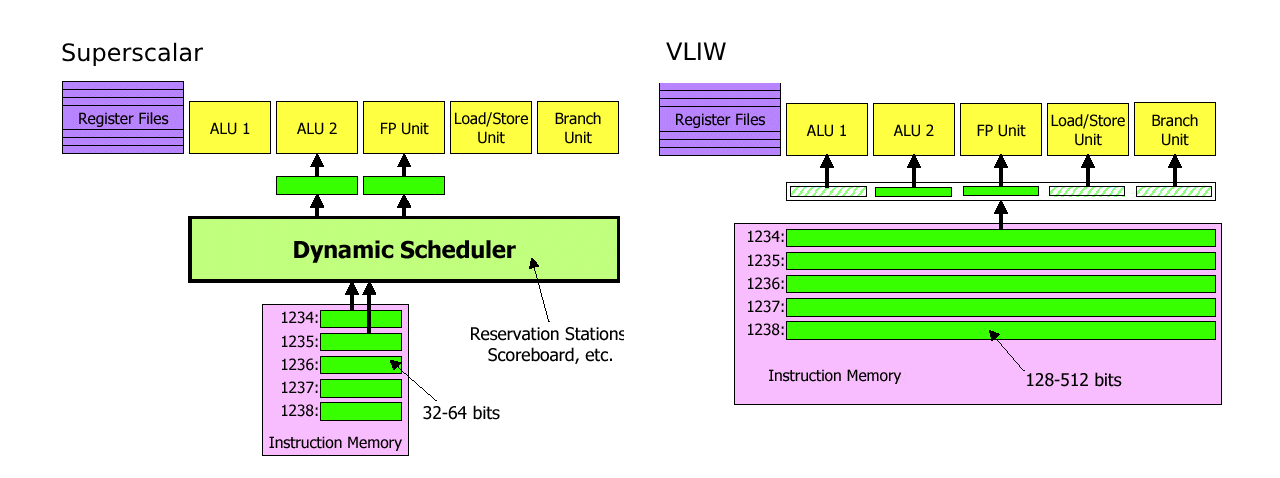 Superscalar
Register Files
ALU 1
ALU 2
FP Unit
Load/Store
Unit
Branch
Unit
Dynamic Scheduler
Reservation Stations
Scoreboard, etc.
1234:
1235:
1236:
1237:
1238:
32-64 bits
Instruction Memory
VLIW
Register Files
ALU 1
ALU 2
FP Unit
Load/Store
Unit
Branch
Unit
1234:
1235:
1236:
1237:
1238:
Instruction Memory
128-512 bits